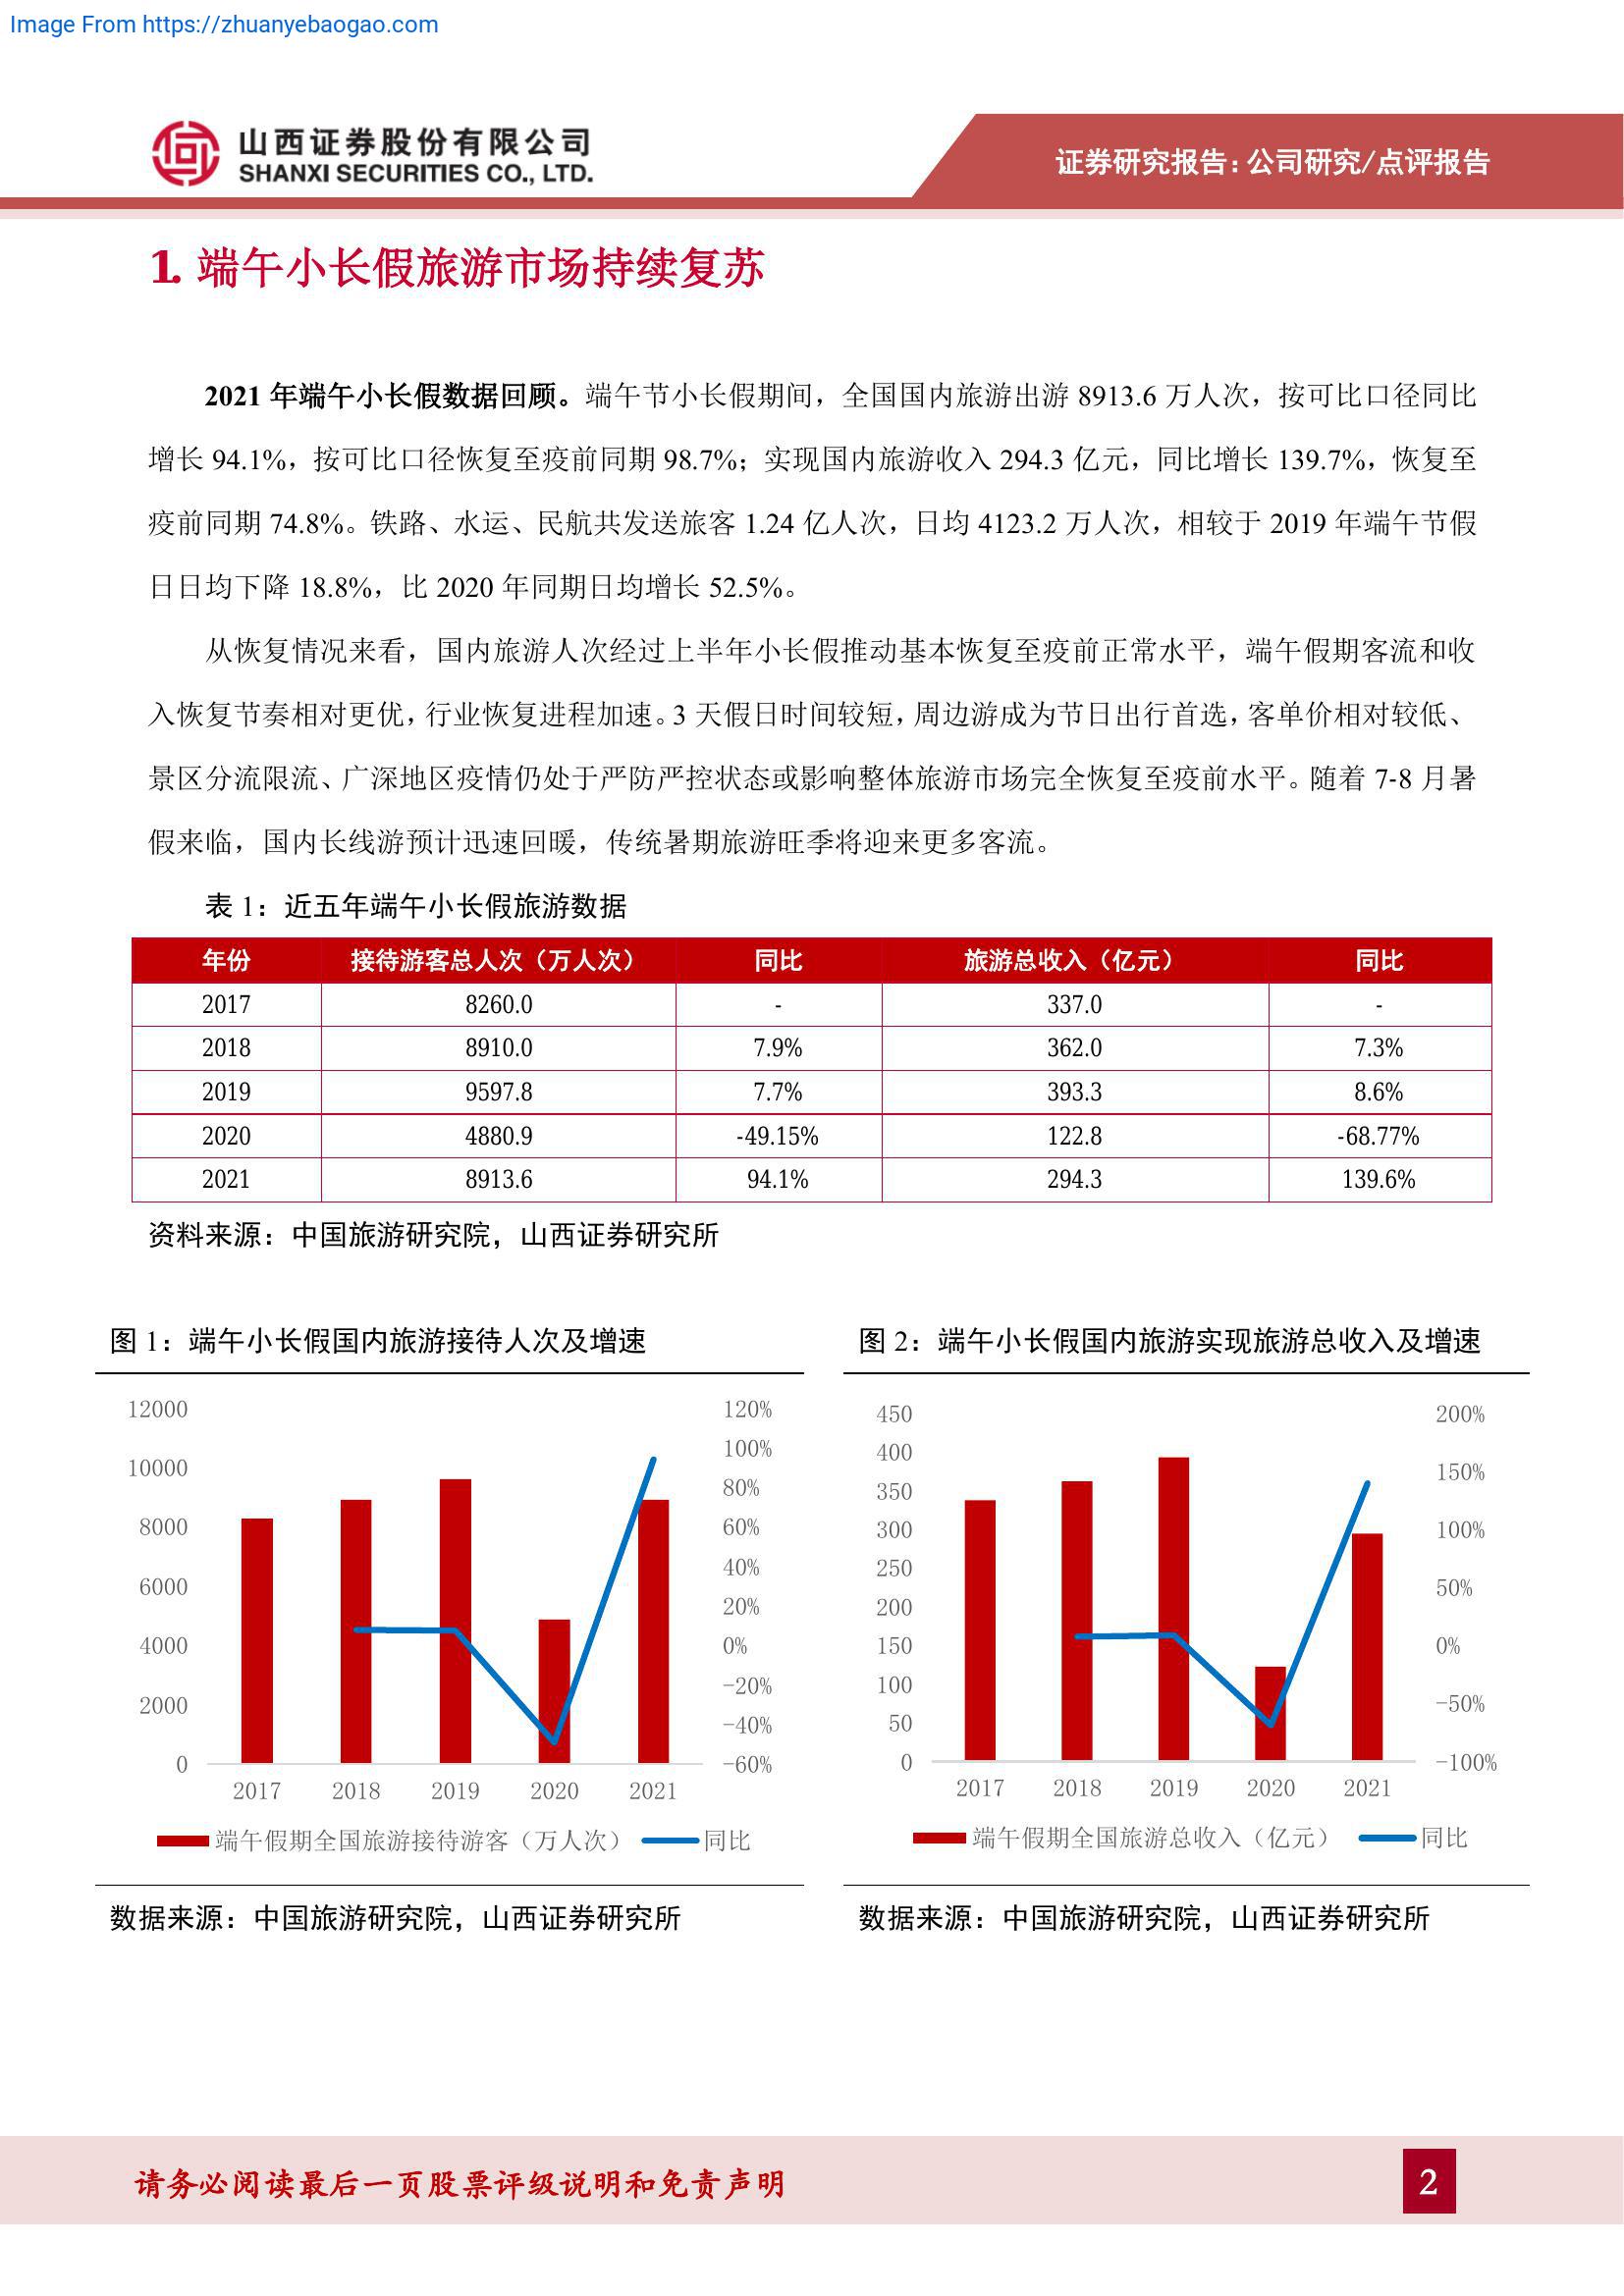 Image From https://zhuanyebaogao.com
山西证券股份有限公司
SHANXI SECURITIES CO., LTD.
证券研究报告：公司研究/点评报告
1. 端午小长假旅游市场持续复苏
2021 年端午小长假数据回顾。端午节小长假期间，全国国内旅游出游 8913.6 万人次，按可比口径同比
增长 94.1%，按可比口径恢复至疫前同期 98.7%；实现国内旅游收入 294.3 亿元，同比增长 139.7%，恢复至
疫前同期 74.8%。铁路、水运、民航共发送旅客 1.24 亿人次，日均 4123.2 万人次，相较于 2019 年端午节假
日日均下降 18.8%，比 2020 年同期日均增长 52.5%。
从恢复情况来看，国内旅游人次经过上半年小长假推动基本恢复至疫前正常水平，端午假期客流和收
入恢复节奏相对更优，行业恢复进程加速。3 天假日时间较短，周边游成为节日出行首选，客单价相对较低、
景区分流限流、广深地区疫情仍处于严防严控状态或影响整体旅游市场完全恢复至疫前水平。随着 7-8 月暑
假来临，国内长线游预计迅速回暖，传统暑期旅游旺季将迎来更多客流。
表 1：近五年端午小长假旅游数据
年份 接待游客总人次（万人次） 同比 旅游总收入（亿元） 同比
2017 8260.0 - 337.0 -
2018 8910.0 7.9% 362.0 7.3%
2019 9597.8 7.7% 393.3 8.6%
2020 4880.9 -49.15% 122.8 -68.77%
2021 8913.6 94.1% 294.3 139.6%
资料来源：中国旅游研究院，山西证券研究所
图 1：端午小长假国内旅游接待人次及增速
12000
10000
8000
6000
4000
2000
0
120%
100%
80%
60%
40%
20%
0%
-20%
-40%
-60%
2017 2018 2019 2020 2021
端午假期全国旅游接待游客（万人次） 同比
数据来源：中国旅游研究院，山西证券研究所
图 2：端午小长假国内旅游实现旅游总收入及增速
450
400
350
300
250
200
150
100
50
0
200%
150%
100%
50%
0%
-50%
-100%
2017 2018 2019 2020 2021
端午假期全国旅游总收入（亿元） 同比
数据来源：中国旅游研究院，山西证券研究所
请务必阅读最后一页股票评级说明和免责声明
2